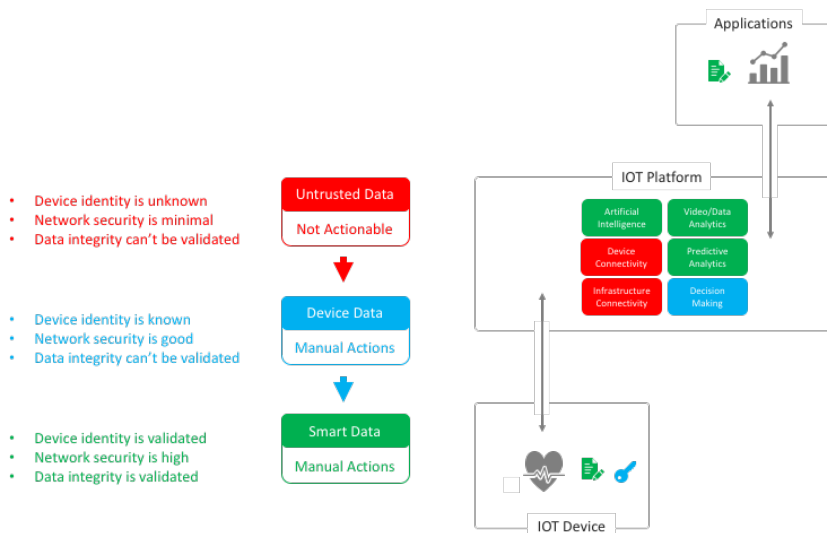 Applications
• Device identity is unknown
• Network security is minimal
• Data integrity can't be validated
Untrusted Data
Not Actionable
• Device identity is known
• Network security is good
• Data integrity can't be validated
Device Data
Manual Actions
• Device identity is validated
• Network security is high
• Data integrity is validated
Smart Data
Manual Actions
IOT Platform
Artificial
Intelligence
Video/Data
Analytics
Device
Connectivity
Predictive
Analytics
Infrastructure
Connectivity
Decision
Making
IOT Device